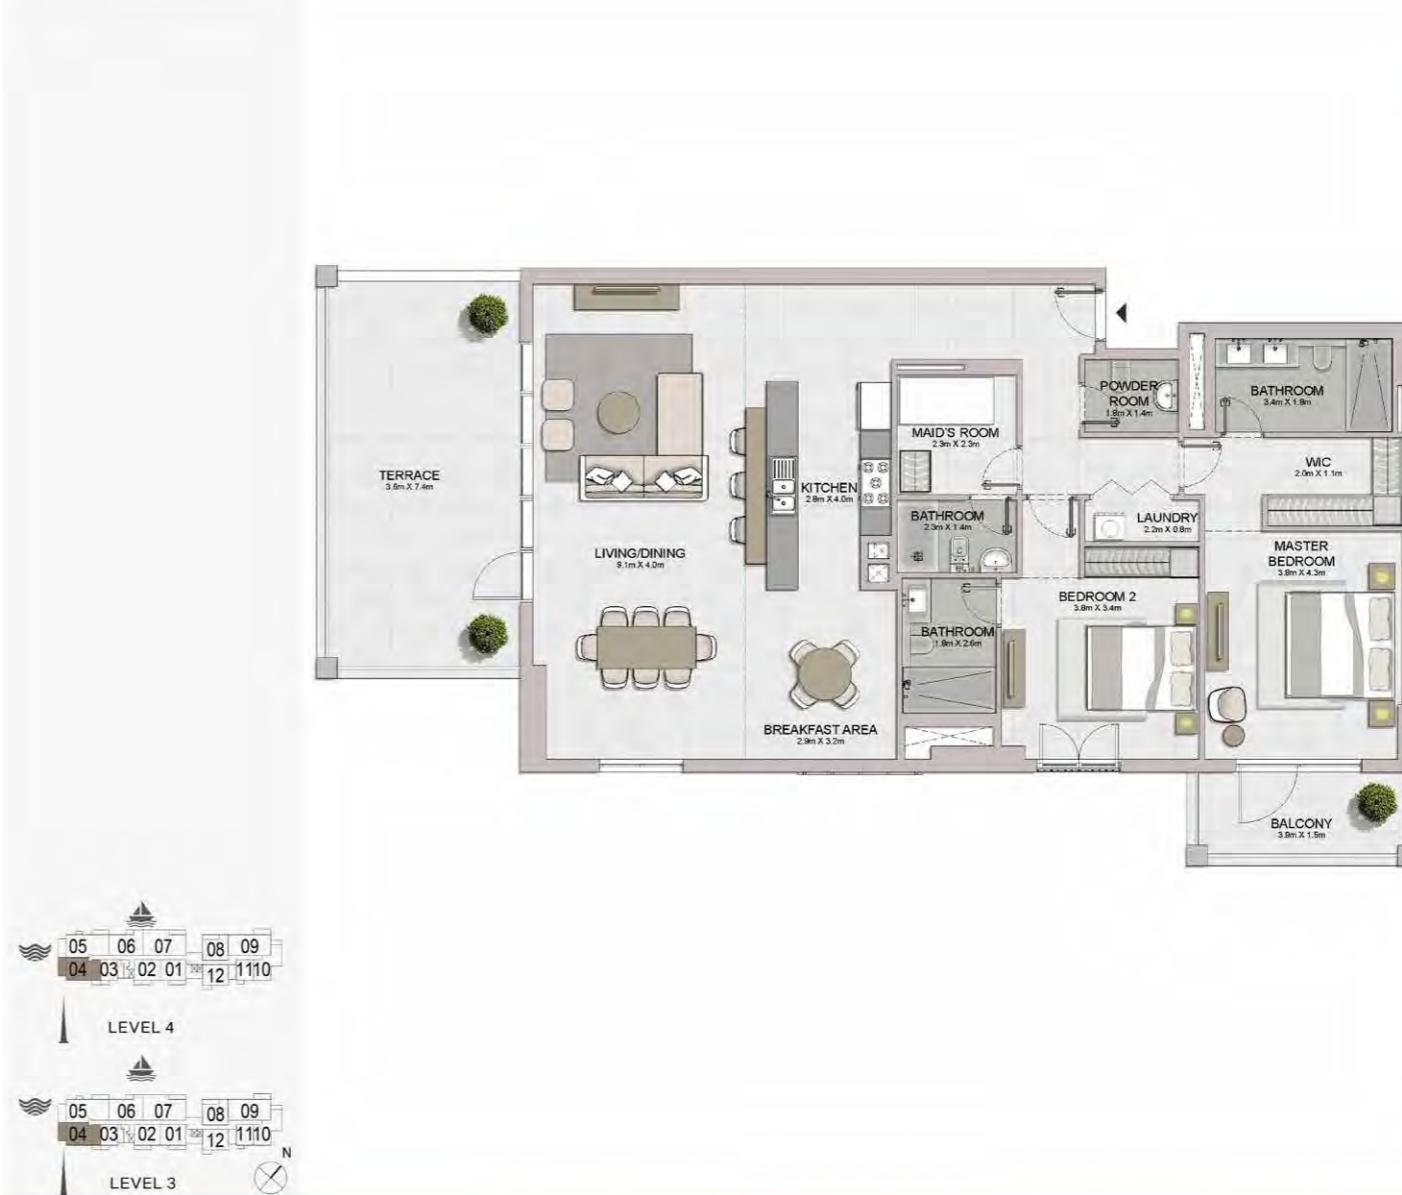 POWDER
ROOM
1.8m X 1.4m
BATHROOM
3.4m X 1.8m
MAID'S ROOM
2.3m X 2.3m
WIC
2.0m X 1.1m
TERRACE
3.6m X 7.4m
KITCHEN
2.8m X 4.0m
BATHROOM
2.3m X 1.4m
LAUNDRY
2.2m X 0.8m
LIVING/DINING
9.1m X 4.0m
MASTER
BEDROOM
3.8m X 4.3m
BEDROOM 2
3.8m X 3.4m
BATHROOM
1.8m X 2.6m
BREAKFAST AREA
2.9m X 3.2m
BALCONY
3.9m X 1.5m
05 06 07 08 09
04 03 02 01 12 11 10
LEVEL 4
05 06 07 08 09
04 03 02 01 12 11 10
N
LEVEL 3